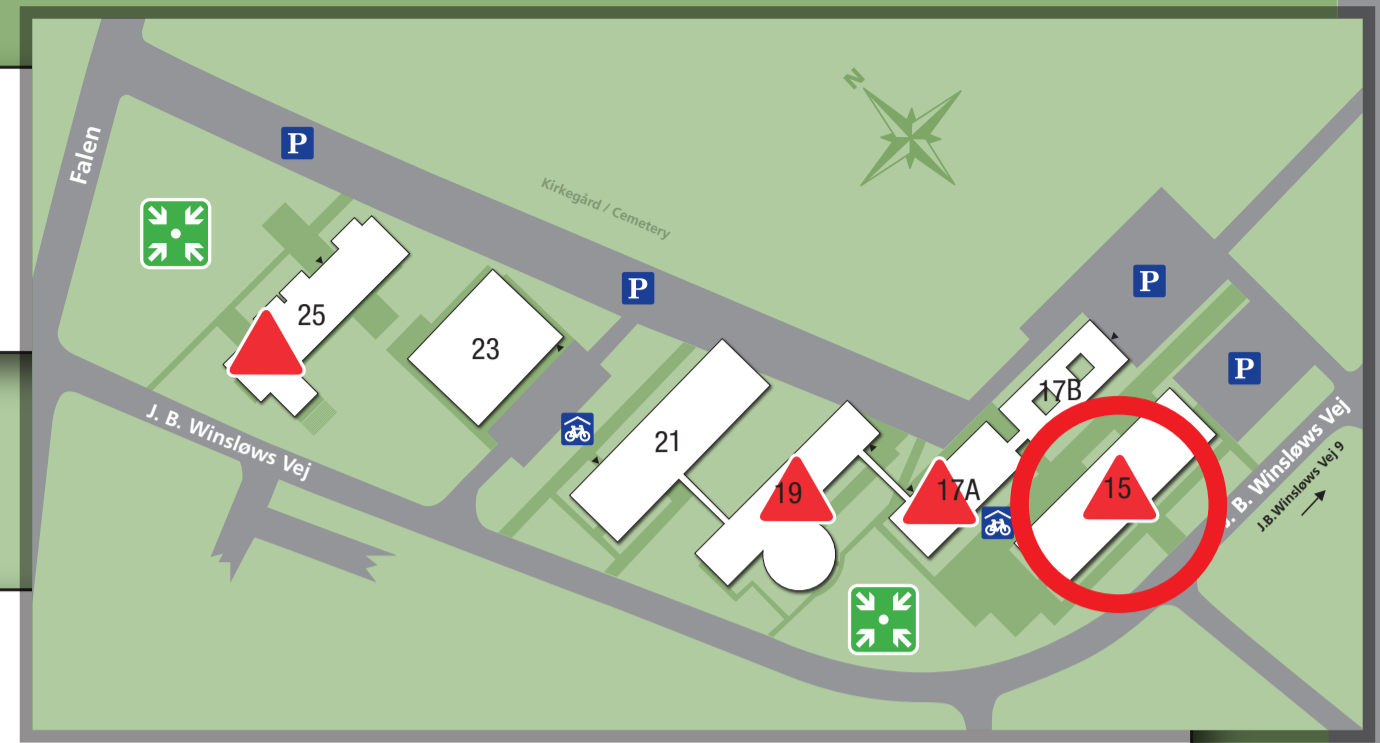 N
P
Falen
Kirkegård / Cemetery
P
P
25
23
P
17B
21
J. B. Winsløws Vej
19
17A
15
J. B. Winsløws Vej
J.B.Winsløws Vej 9